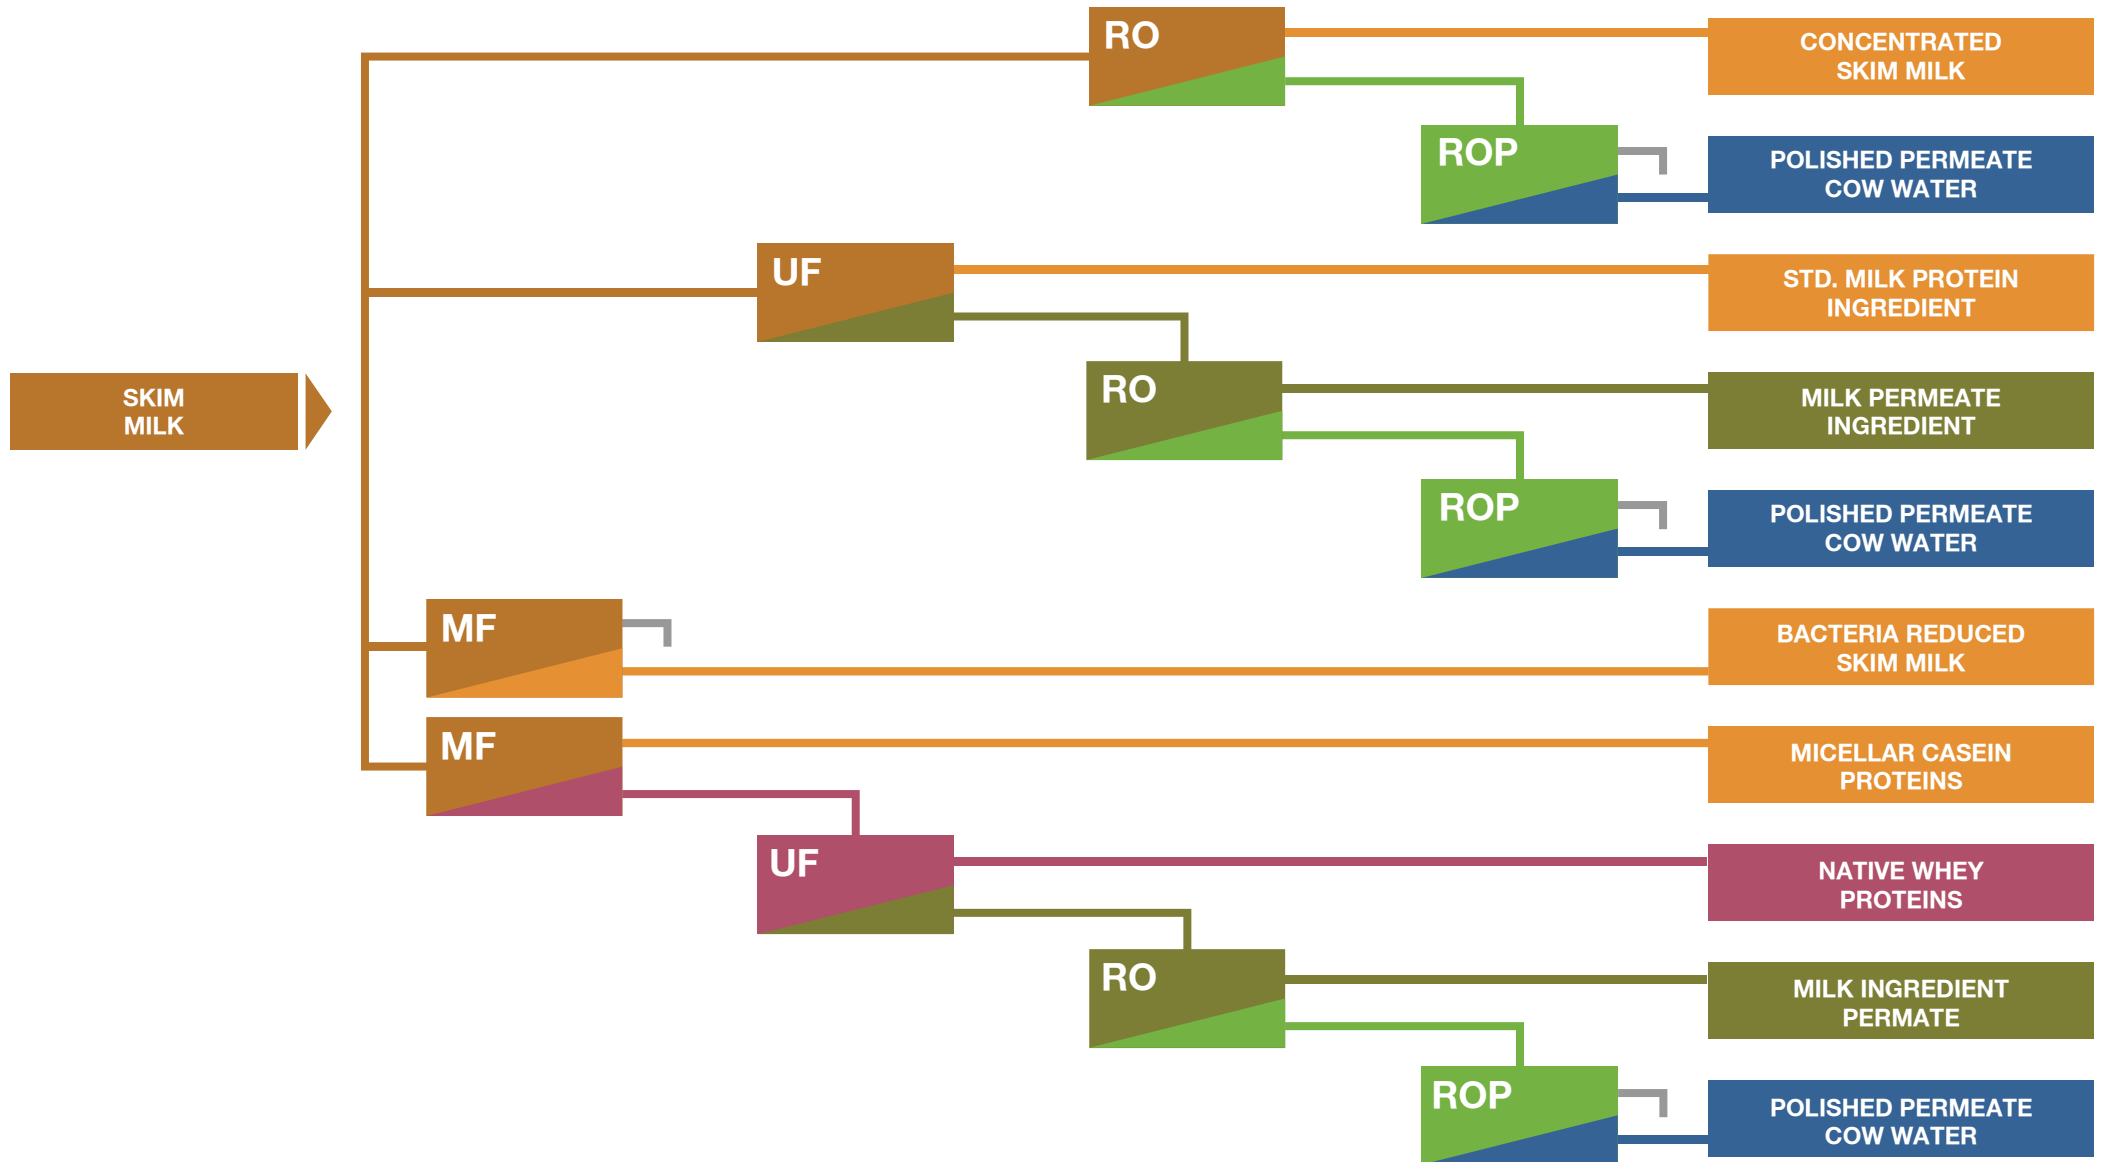 RO
CONCENTRATED
SKIM MILK
ROP
POLISHED PERMEATE
COW WATER
UF
STD. MILK PROTEIN
INGREDIENT
SKIM
MILK
RO
MILK PERMEATE
INGREDIENT
ROP
POLISHED PERMEATE
COW WATER
MF
BACTERIA REDUCED
SKIM MILK
MF
MICELLAR CASEIN
PROTEINS
UF
NATIVE WHEY
PROTEINS
RO
MILK INGREDIENT
PERMATE
ROP
POLISHED PERMEATE
COW WATER